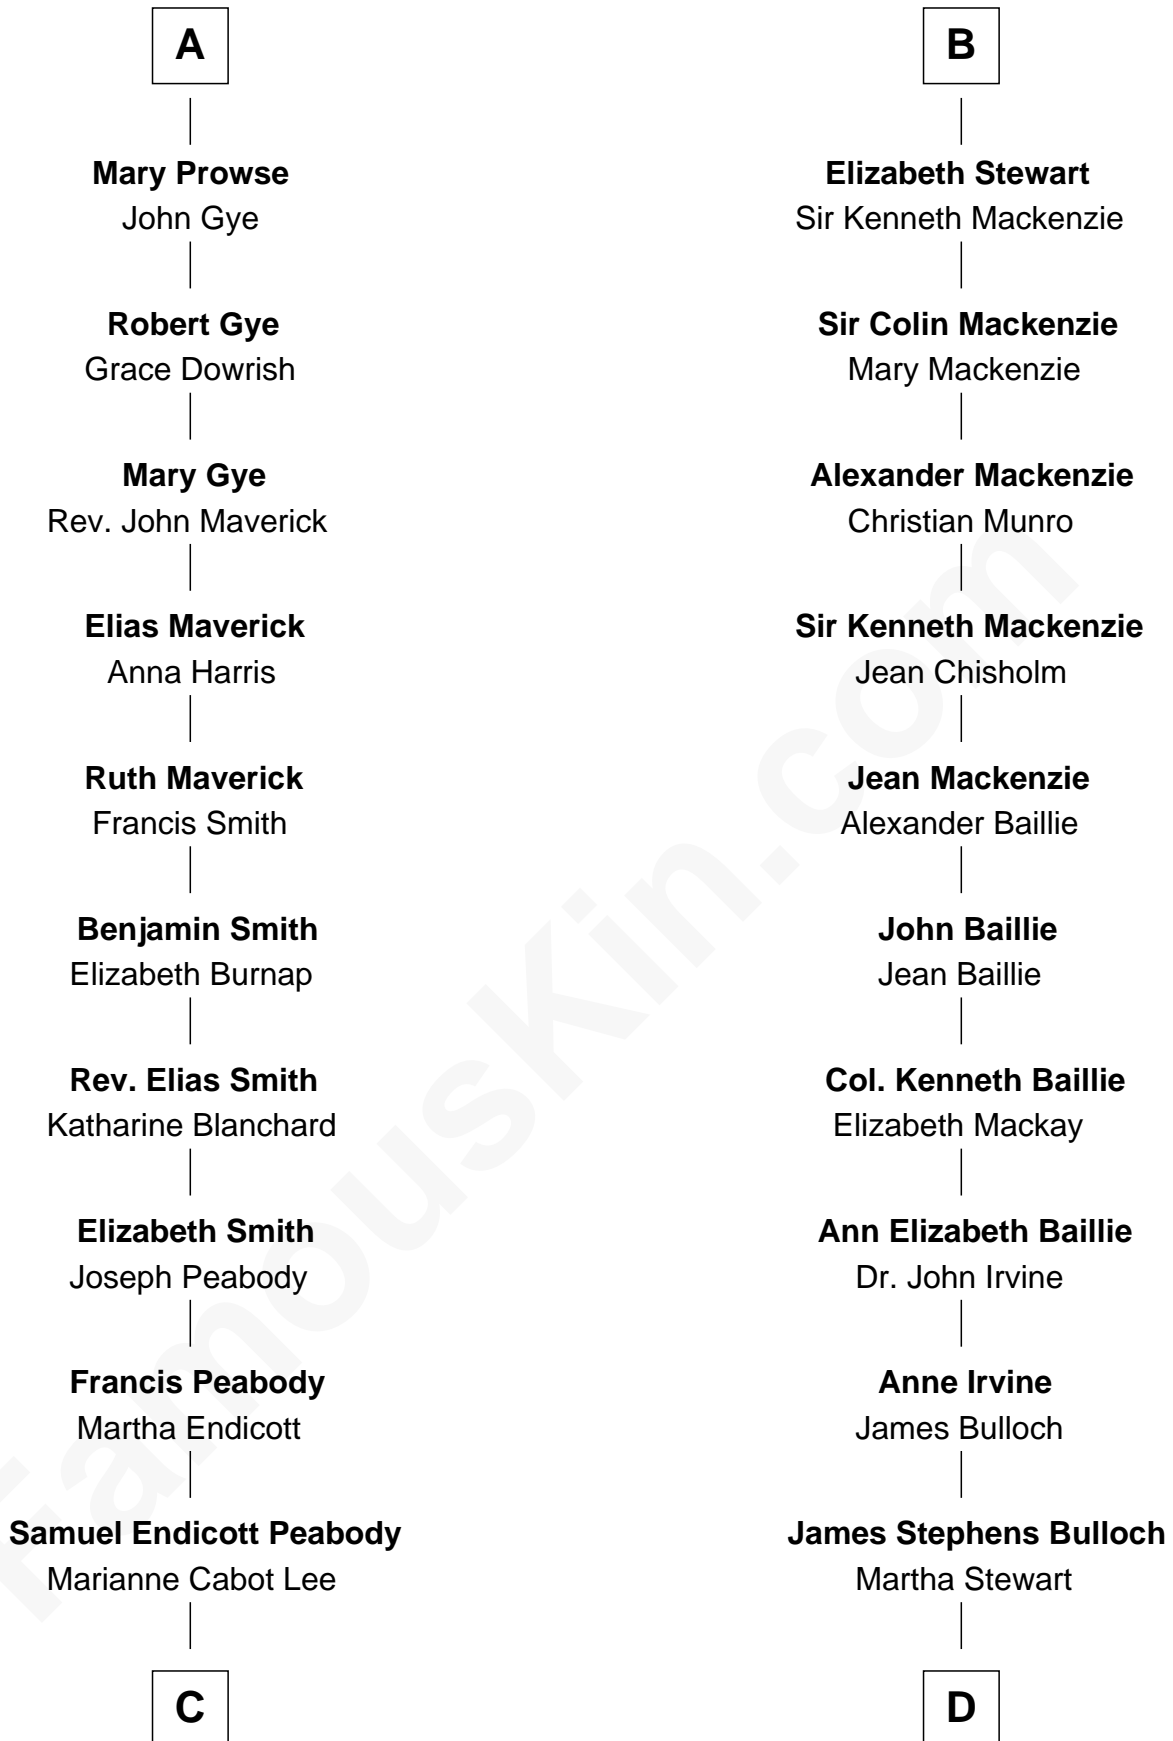 A
Mary Prowse
John Gye
Robert Gye
Grace Dowrish
Mary Gye
Rev. John Maverick
Elias Maverick
Anna Harris
Ruth Maverick
Francis Smith
Benjamin Smith
Elizabeth Burnap
Rev. Elias Smith
Katharine Blanchard
Elizabeth Smith
Joseph Peabody
Francis Peabody
Martha Endicott
Samuel Endicott Peabody
Marianne Cabot Lee
C
B
Elizabeth Stewart
Sir Kenneth Mackenzie
Sir Colin Mackenzie
Mary Mackenzie
Alexander Mackenzie
Christian Munro
Sir Kenneth Mackenzie
Jean Chisholm
Jean Mackenzie
Alexander Baillie
John Baillie
Jean Baillie
Col. Kenneth Baillie
Elizabeth Mackay
Ann Elizabeth Baillie
Dr. John Irvine
Anne Irvine
James Bulloch
James Stephens Bulloch
Martha Stewart
D
FamousKin.com